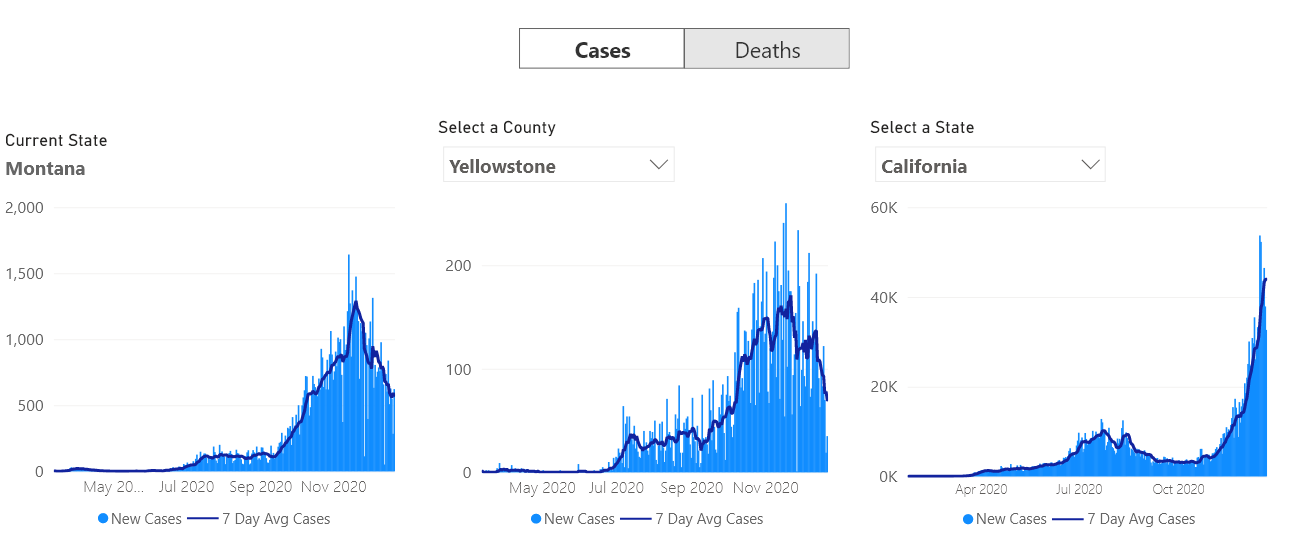 Cases Deaths
Current State
Montana
Select a County
Yellowstone
Select a State
California
2,000
1,500
1,000
500
0
May 20... Jul 2020 Sep 2020 Nov 2020
New Cases 7 Day Avg Cases
200
100
0
May 2020 Jul 2020 Sep 2020 Nov 2020
New Cases 7 Day Avg Cases
60K
40K
20K
0K
Apr 2020 Jul 2020 Oct 2020
New Cases 7 Day Avg Cases